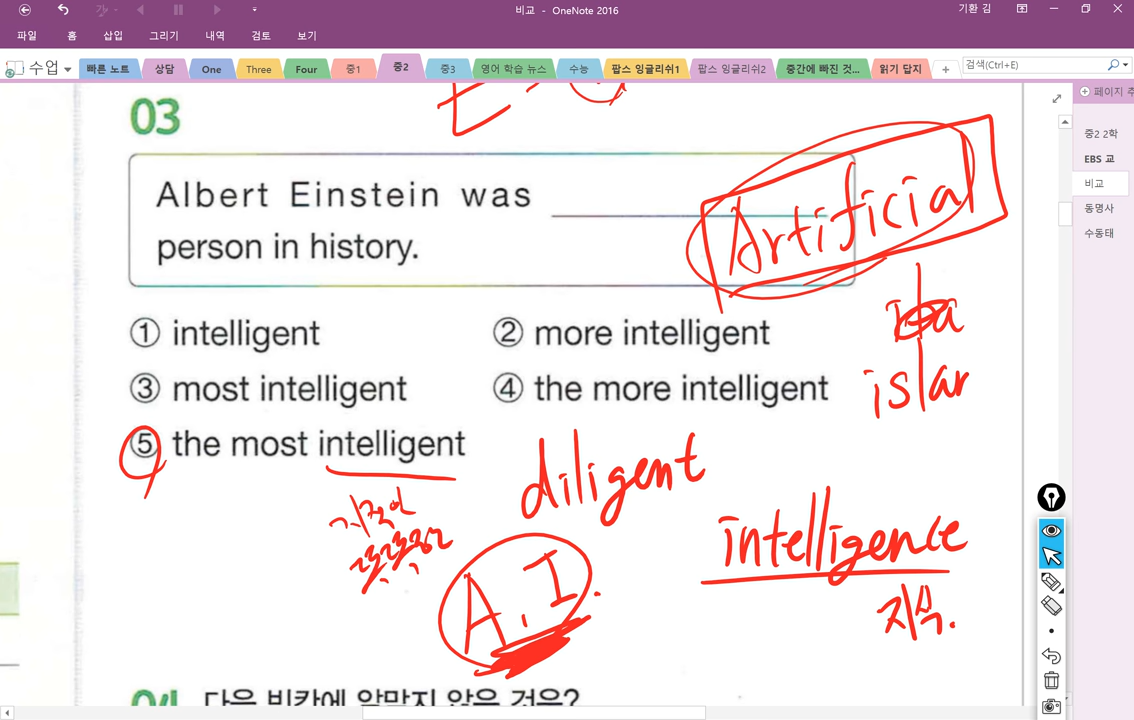 비교 - OneNote 2016
기환 김
파일 홈 삽입 그리기 내역 검토 보기
수업 빠른 노트 상담 One Three Four 중1 중2 중3 영어 학습 뉴스 수능 팝스 잉글리쉬1 팝스 잉글리쉬2 중간에 빠진 것... 읽기 답지 + 검색(Ctrl+E)
페이지 추
중2 2학
EBS 교
비교
동명사
수동태
03
Albert Einstein was
person in history.
Artificial
① intelligent
② more intelligent
③ most intelligent
④ the more intelligent
island
⑤ the most intelligent
diligent
intelligence
A.I.
지식.
04 다음 빈칸에 알맞지 않은 것은?